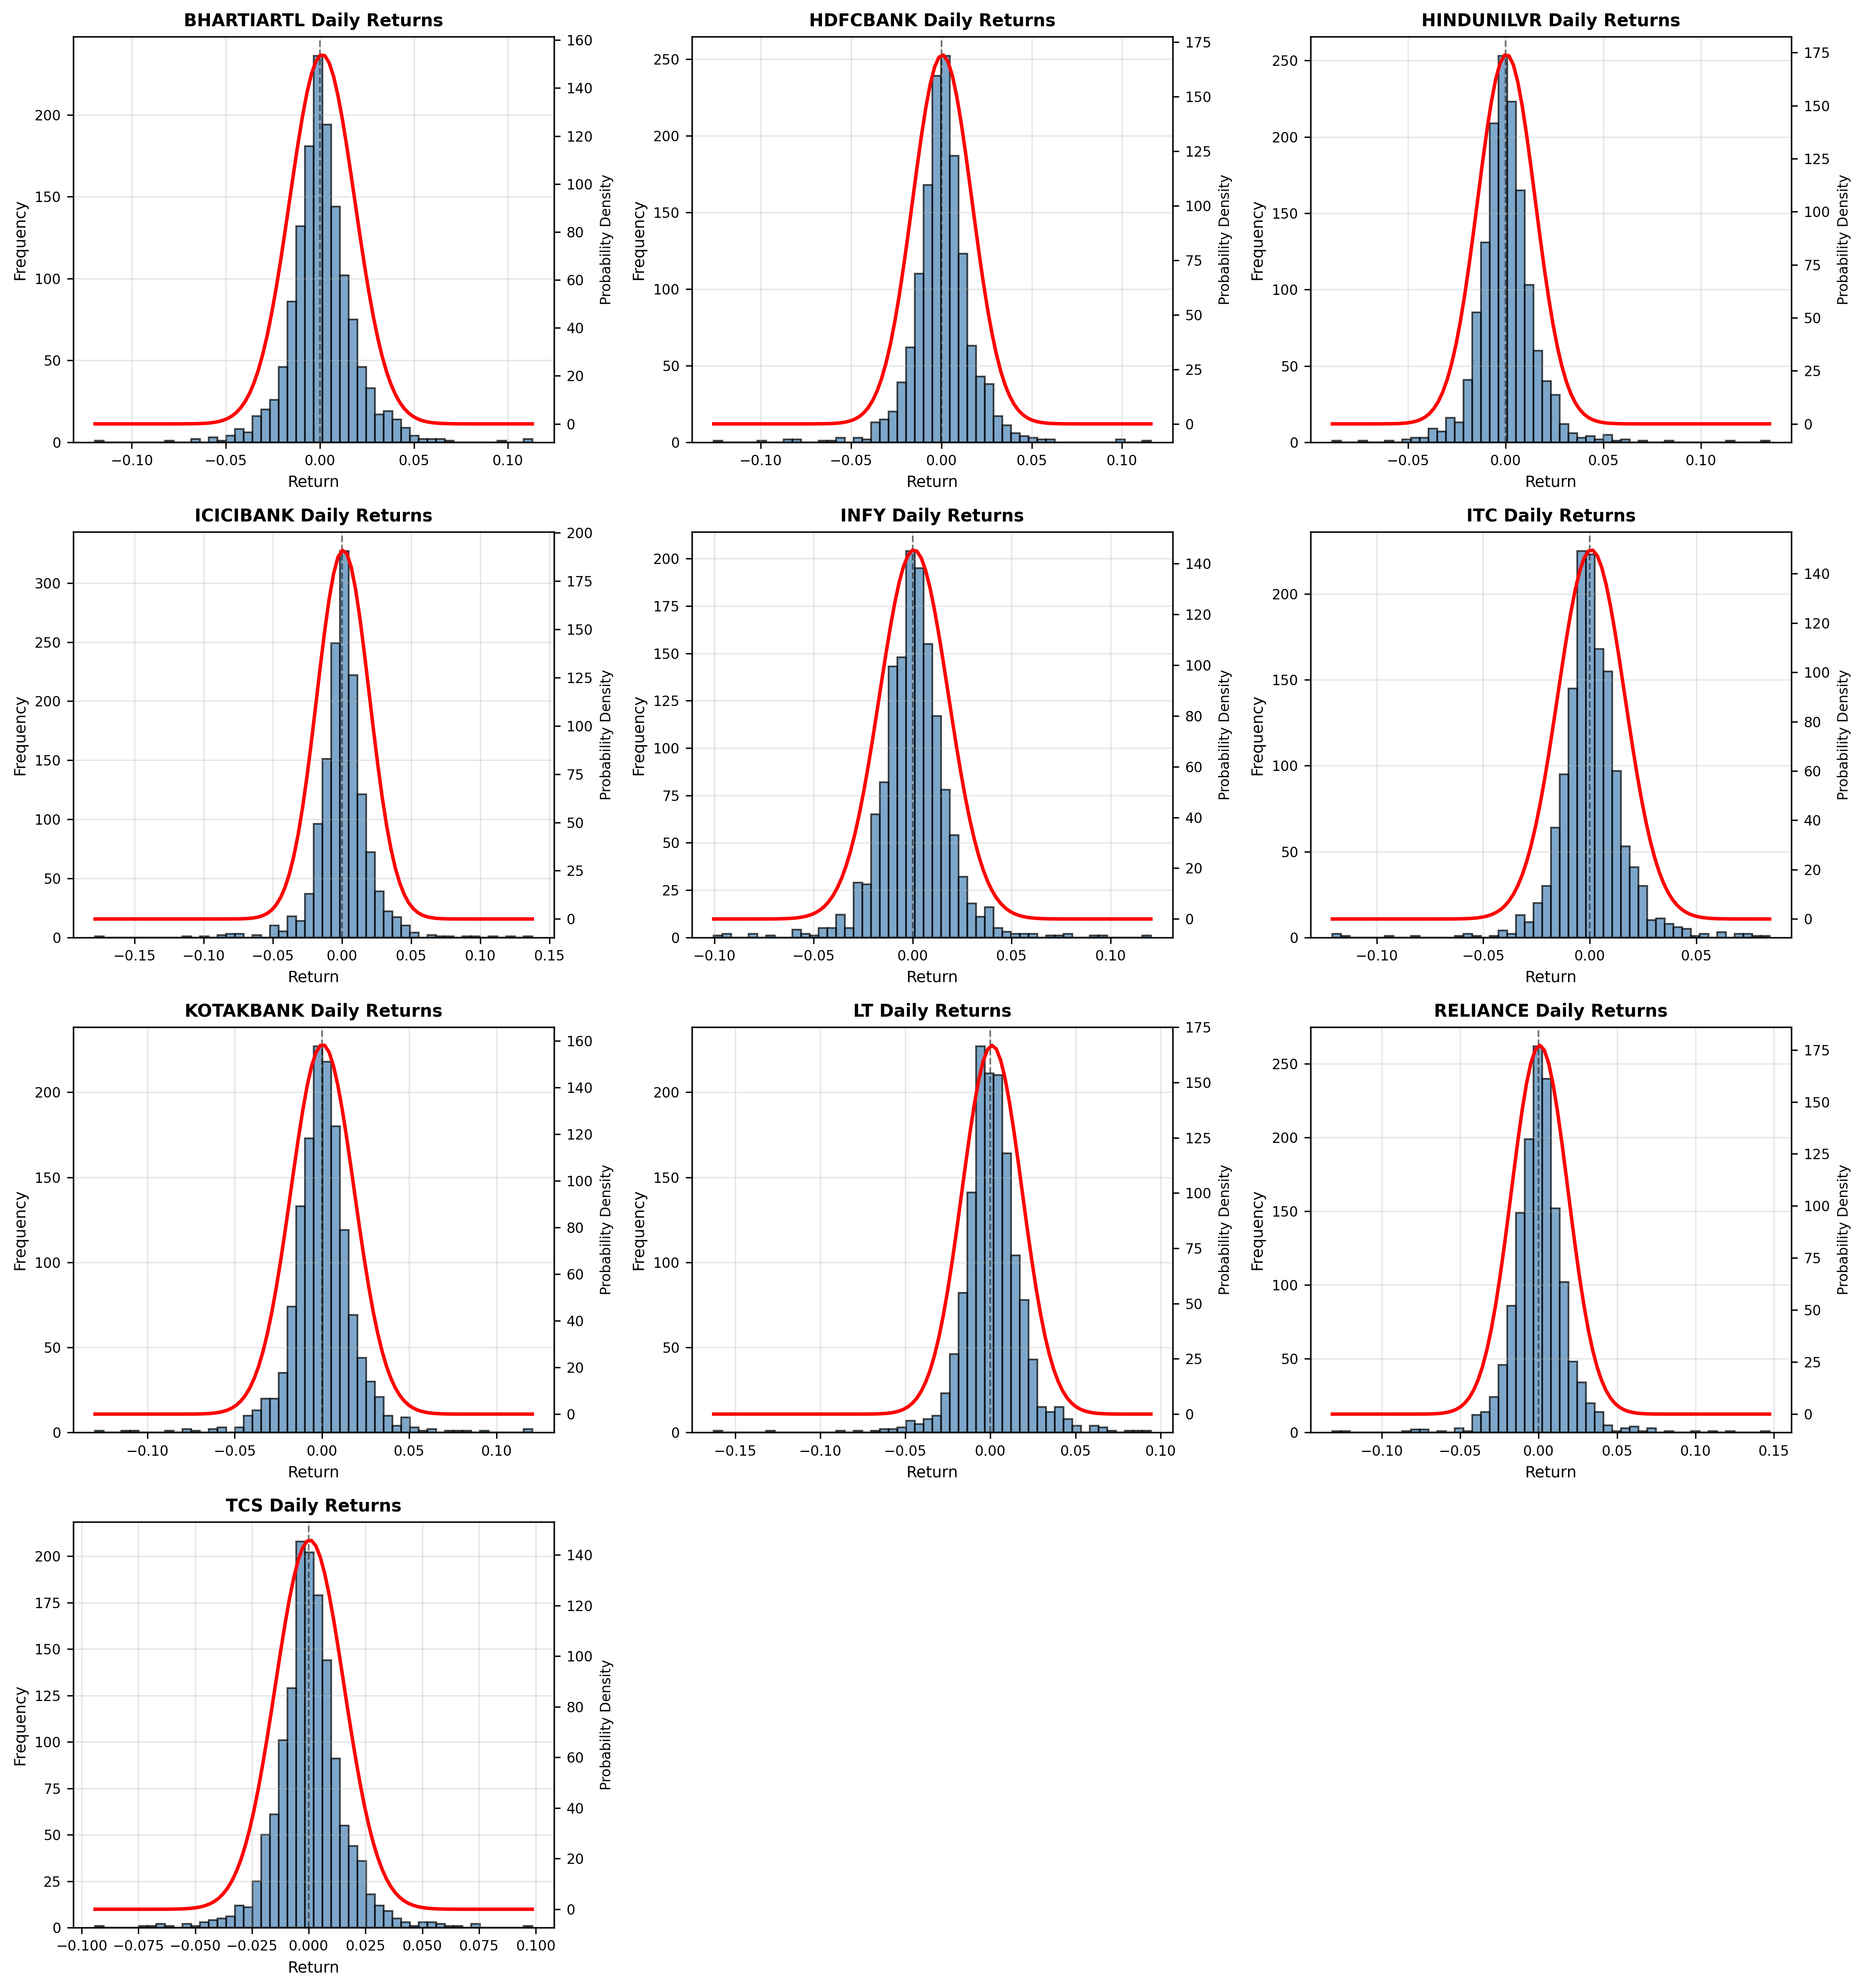 BHARTIARTL Daily Returns
Frequency
200
150
100
50
0
160
140
120
100
80
60
40
20
0
Probability Density
−0.10 −0.05 0.00 0.05 0.10
Return
HDFCBANK Daily Returns
Frequency
250
200
150
100
50
0
175
150
125
100
75
50
25
0
Probability Density
−0.10 −0.05 0.00 0.05 0.10
Return
HINDUNILVR Daily Returns
Frequency
250
200
150
100
50
0
175
150
125
100
75
50
25
0
Probability Density
−0.05 0.00 0.05 0.10
Return
ICICIBANK Daily Returns
Frequency
300
250
200
150
100
50
0
200
175
150
125
100
75
50
25
0
Probability Density
−0.15 −0.10 −0.05 0.00 0.05 0.10 0.15
Return
INFY Daily Returns
Frequency
200
175
150
125
100
75
50
25
0
140
120
100
80
60
40
20
0
Probability Density
−0.10 −0.05 0.00 0.05 0.10
Return
ITC Daily Returns
Frequency
200
150
100
50
0
140
120
100
80
60
40
20
0
Probability Density
−0.10 −0.05 0.00 0.05
Return
KOTAKBANK Daily Returns
Frequency
200
150
100
50
0
160
140
120
100
80
60
40
20
0
Probability Density
−0.10 −0.05 0.00 0.05 0.10
Return
LT Daily Returns
Frequency
200
150
100
50
0
175
150
125
100
75
50
25
0
Probability Density
−0.15 −0.10 −0.05 0.00 0.05 0.10
Return
RELIANCE Daily Returns
Frequency
250
200
150
100
50
0
175
150
125
100
75
50
25
0
Probability Density
−0.10 −0.05 0.00 0.05 0.10 0.15
Return
TCS Daily Returns
Frequency
200
175
150
125
100
75
50
25
0
140
120
100
80
60
40
20
0
Probability Density
−0.100 −0.075 −0.050 −0.025 0.000 0.025 0.050 0.075 0.100
Return